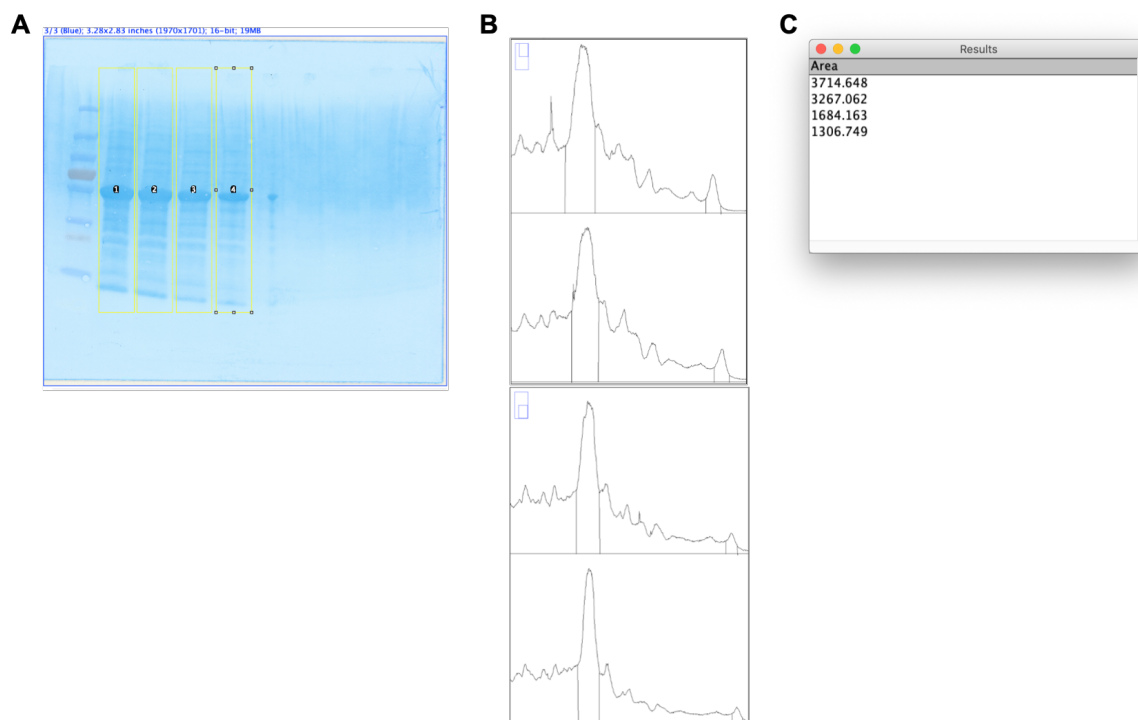 A
B
C
3/3 (Blue); 3.28x2.83 inches (1970x1701); 16-bit; 19MB
1
2
3
4
Results
Area
3714.648
3267.062
1684.163
1306.749